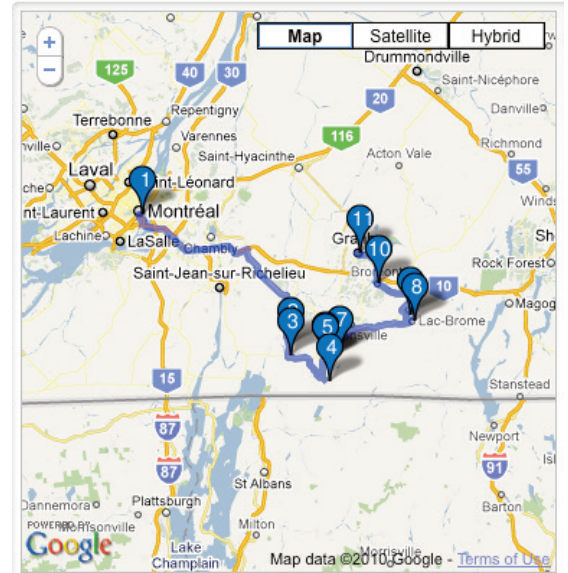 +
−
Map Satellite Hybrid
Drummondville
125
40
30
Saint-Nicéphore
20
Danville
Repentigny
Terrebonne
Varennes
116
Richmond
Acton Vale
Saint-Hyacinthe
55
Laval
1
int-Léonard
nt-Laurent
Montréal
11
Lachine
LaSalle
Chambly
10
Rock Forest
Saint-Jean-sur-Richelieu
8
10
Magog
3
5
7
Lac-Brome
4
15
Stanstead
87
Newport
87
91
St Albans
Barton
Dannemora
Plattsburgh
POWERED BY
Google
Milton
Lake
Champlain
Map data ©2010 Google - Terms of Use